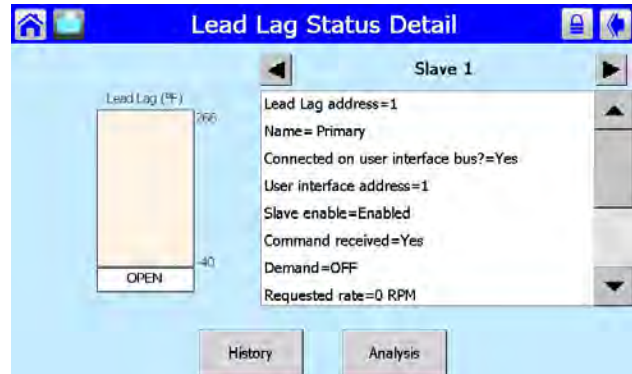 Lead Lag Status Detail
Slave 1
Lead Lag (ºF)
266
-40
OPEN
Lead Lag address=1
Name= Primary
Connected on user interface bus?=Yes
User interface address=1
Slave enable=Enabled
Command received=Yes
Demand=OFF
Requested rate=0 RPM
History
Analysis